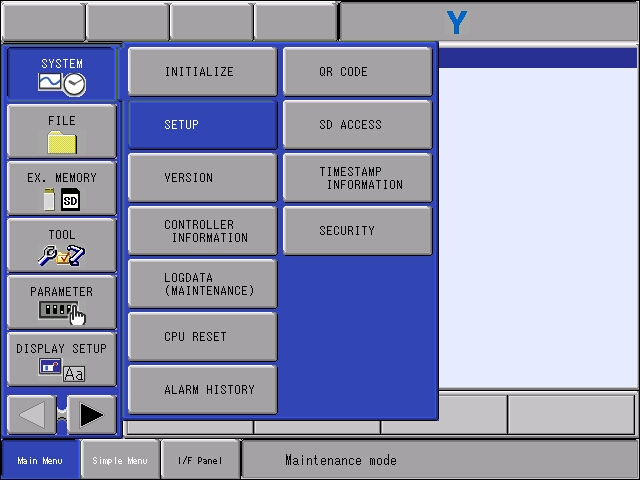 Y
SYSTEM
FILE
EX. MEMORY
SD
TOOL
PARAMETER
DISPLAY SETUP
Aa
INITIALIZE
SETUP
VERSION
CONTROLLER
INFORMATION
LOGDATA
(MAINTENANCE)
CPU RESET
ALARM HISTORY
QR CODE
SD ACCESS
TIMESTAMP
INFORMATION
SECURITY
Main Menu
Simple Menu
I/F Panel
Maintenance mode